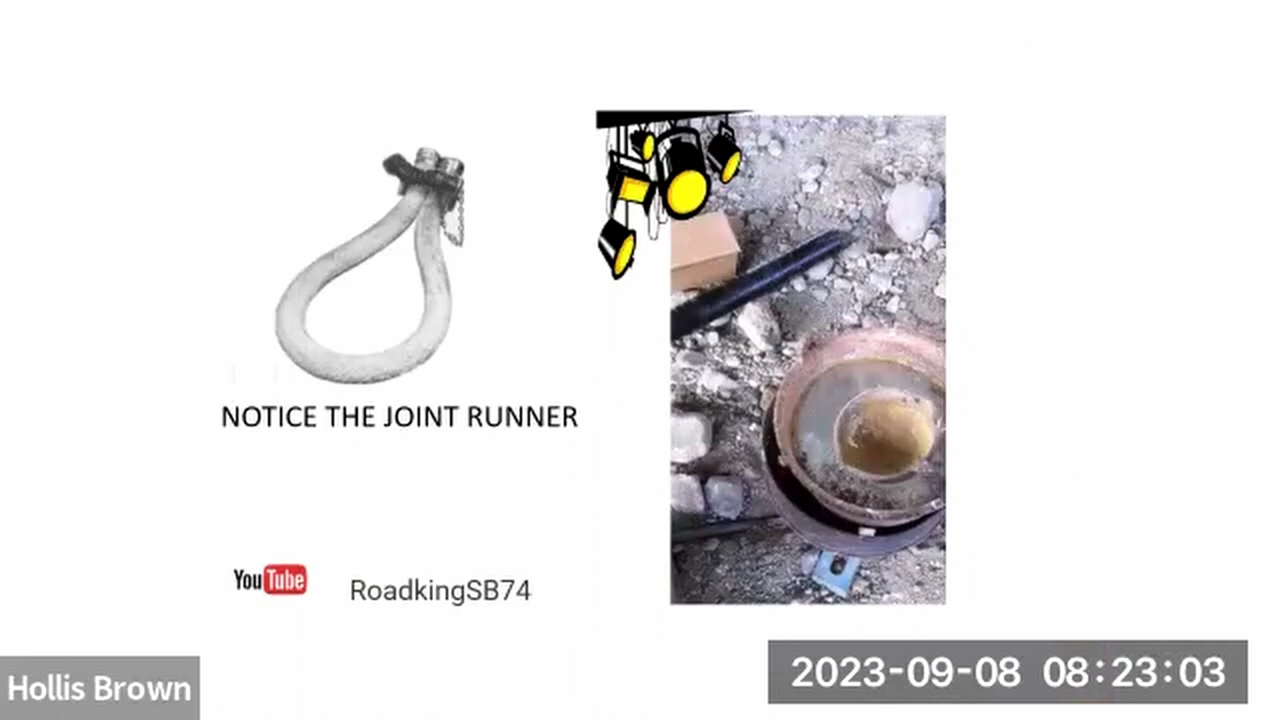 NOTICE THE JOINT RUNNER
YouTube
RoadkingSB74
Hollis Brown
2023-09-08 08:23:03